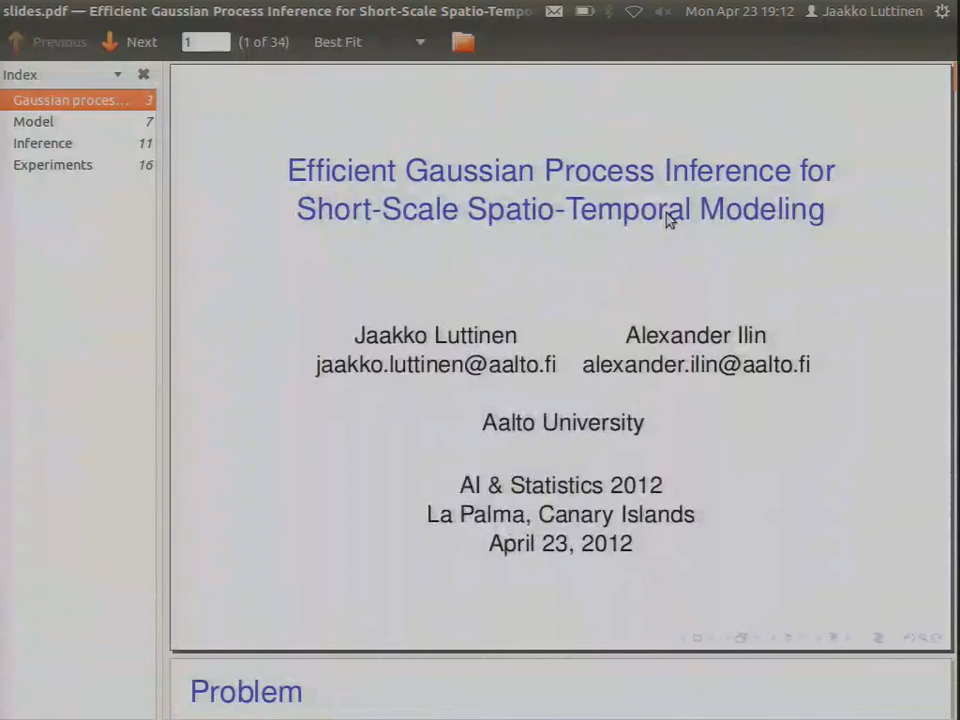 slides.pdf — Efficient Gaussian Process Inference for Short-Scale Spatio-Tempo
Mon Apr 23 19:12
Jaakko Luttinen
Previous
Next
1
(1 of 34)
Best Fit
Index
Gaussian proces... 3
Model 7
Inference 11
Experiments 16
Efficient Gaussian Process Inference for
Short-Scale Spatio-Temporal Modeling
Jaakko Luttinen
Alexander Ilin
jaakko.luttinen@aalto.fi
alexander.ilin@aalto.fi
Aalto University
AI & Statistics 2012
La Palma, Canary Islands
April 23, 2012
Problem